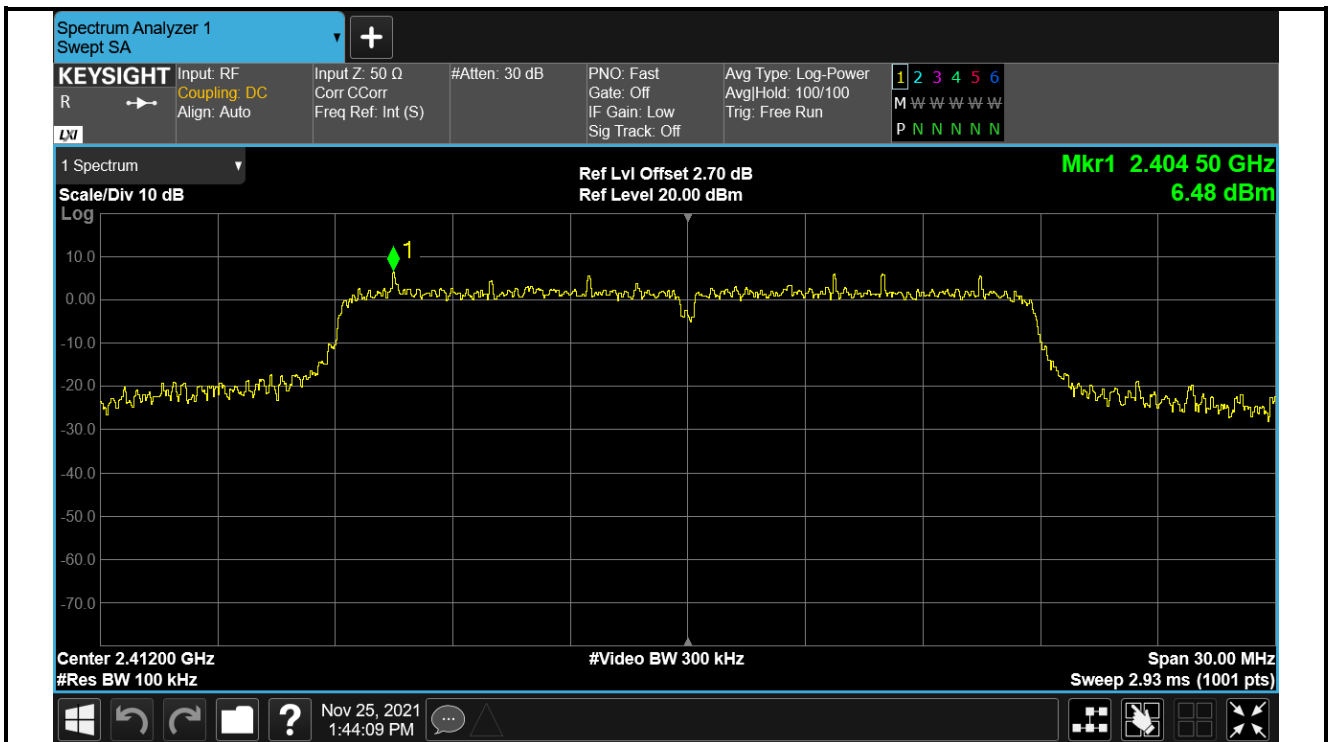 Spectrum Analyzer 1
Swept SA
+
KEYSIGHT
R
LXI
Input: RF
Coupling: DC
Align: Auto
Input Z: 50 Ω
Corr CCorr
Freq Ref: Int (S)
#Atten: 30 dB
PNO: Fast
Gate: Off
IF Gain: Low
Sig Track: Off
Avg Type: Log-Power
Avg|Hold: 100/100
Trig: Free Run
1 2 3 4 5 6
M W W W W W
P N N N N N
1 Spectrum
Scale/Div 10 dB
Ref Lvl Offset 2.70 dB
Ref Level 20.00 dBm
Mkr1 2.404 50 GHz
6.48 dBm
Log
1
10.0
0.00
-10.0
-20.0
-30.0
-40.0
-50.0
-60.0
-70.0
Center 2.41200 GHz
#Res BW 100 kHz
#Video BW 300 kHz
Span 30.00 MHz
Sweep 2.93 ms (1001 pts)
?
Nov 25, 2021
1:44:09 PM